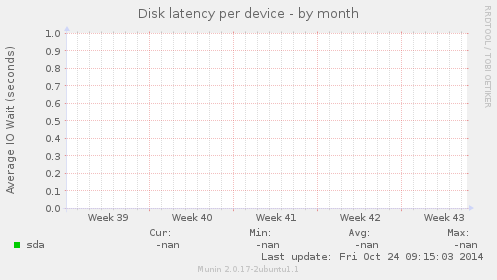 Disk latency per device - by month
RRDTOOL / TOBI OETIKER
Average IO Wait (seconds)
1.0
0.9
0.8
0.7
0.6
0.5
0.4
0.3
0.2
0.1
0.0
Week 39 Week 40 Week 41 Week 42 Week 43
Cur: Min: Avg: Max:
sda -nan -nan -nan -nan
Last update: Fri Oct 24 09:15:03 2014
Munin 2.0.17-2ubuntu1.1